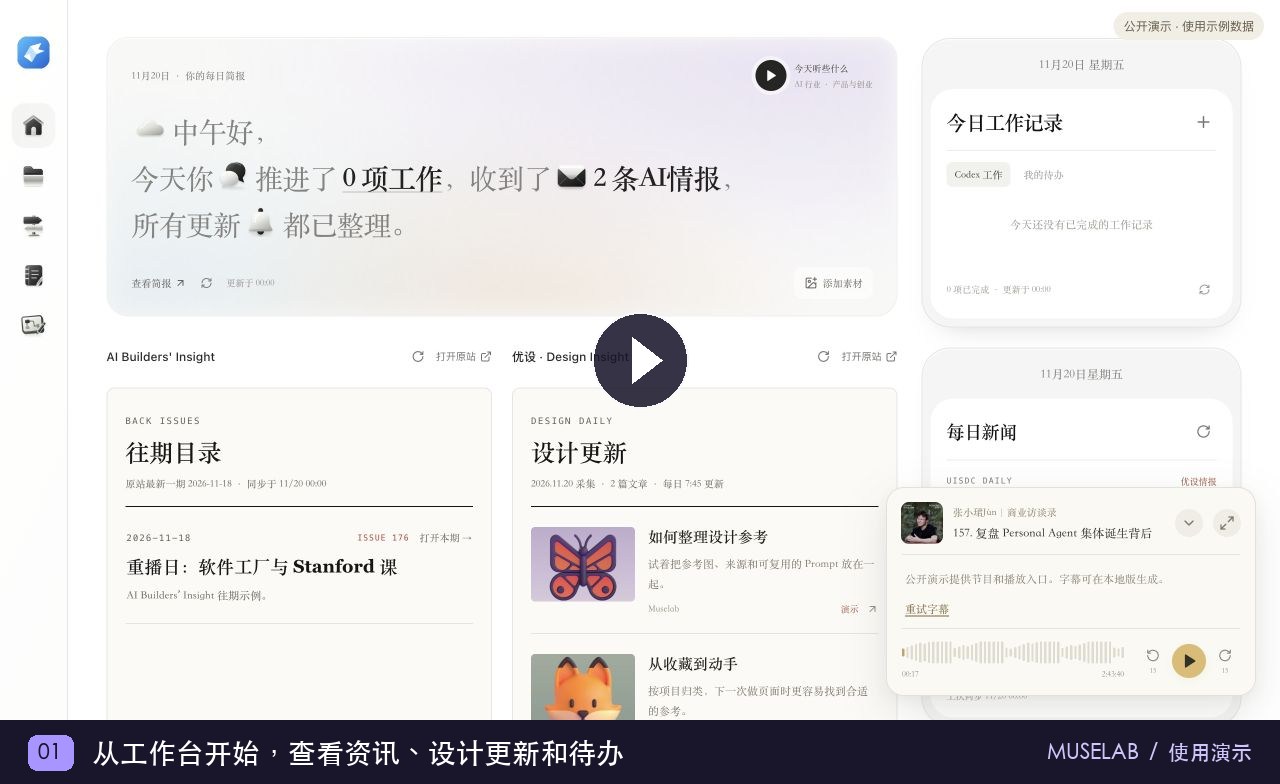 公开演示 · 使用示例数据
11月20日 · 你的每日简报
今天听些什么
AI 行业 · 产品与创业
中午好，
今天你 推进了 0 项工作，收到了 2 条AI情报，
所有更新 都已整理。
查看简报
更新于 00:00
添加素材
11月20日 星期五
今日工作记录
Codex 工作
我的待办
今天还没有已完成的工作记录
0 项已完成 · 更新于 00:00
AI Builders' Insight
打开原站
优设 · Design Insight
打开原站
BACK ISSUES
往期目录
原站最新一期 2026-11-18 · 同步于 11/20 00:00
2026-11-18
ISSUE 176
打开本期 →
重播日：软件工厂与 Stanford 课
AI Builders' Insight 往期示例。
DESIGN DAILY
设计更新
2026.11.20 采集 · 2 篇文章 · 每日 7:45 更新
如何整理设计参考
试着把参考图、来源和可复用的 Prompt 放在一
起。
Muselab
演示
从收藏到动手
按项目归类，下一次做页面时更容易找到合适
的参考。
11月20日星期五
每日新闻
UISDC DAILY
优设情报
张小珺Jùn｜商业访谈录
157. 复盘 Personal Agent 集体诞生背后
公开演示提供节目和播放入口。字幕可在本地版生成。
重试字幕
00:17
2:43:40
15
15
01
从工作台开始，查看资讯、设计更新和待办
MUSELAB / 使用演示